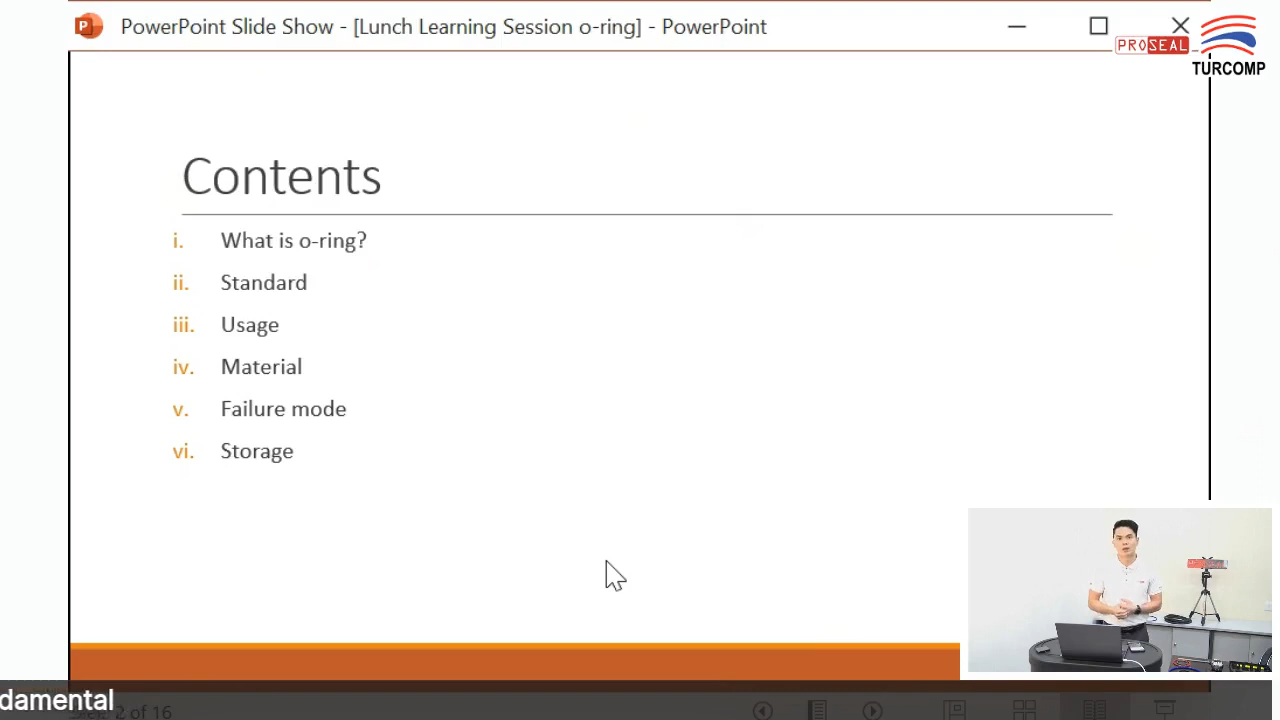 PowerPoint Slide Show - [Lunch Learning Session o-ring] - PowerPoint
PROSEAL
TURCOMP
Contents
i. What is o-ring?
ii. Standard
iii. Usage
iv. Material
v. Failure mode
vi. Storage
damental
2 of 16